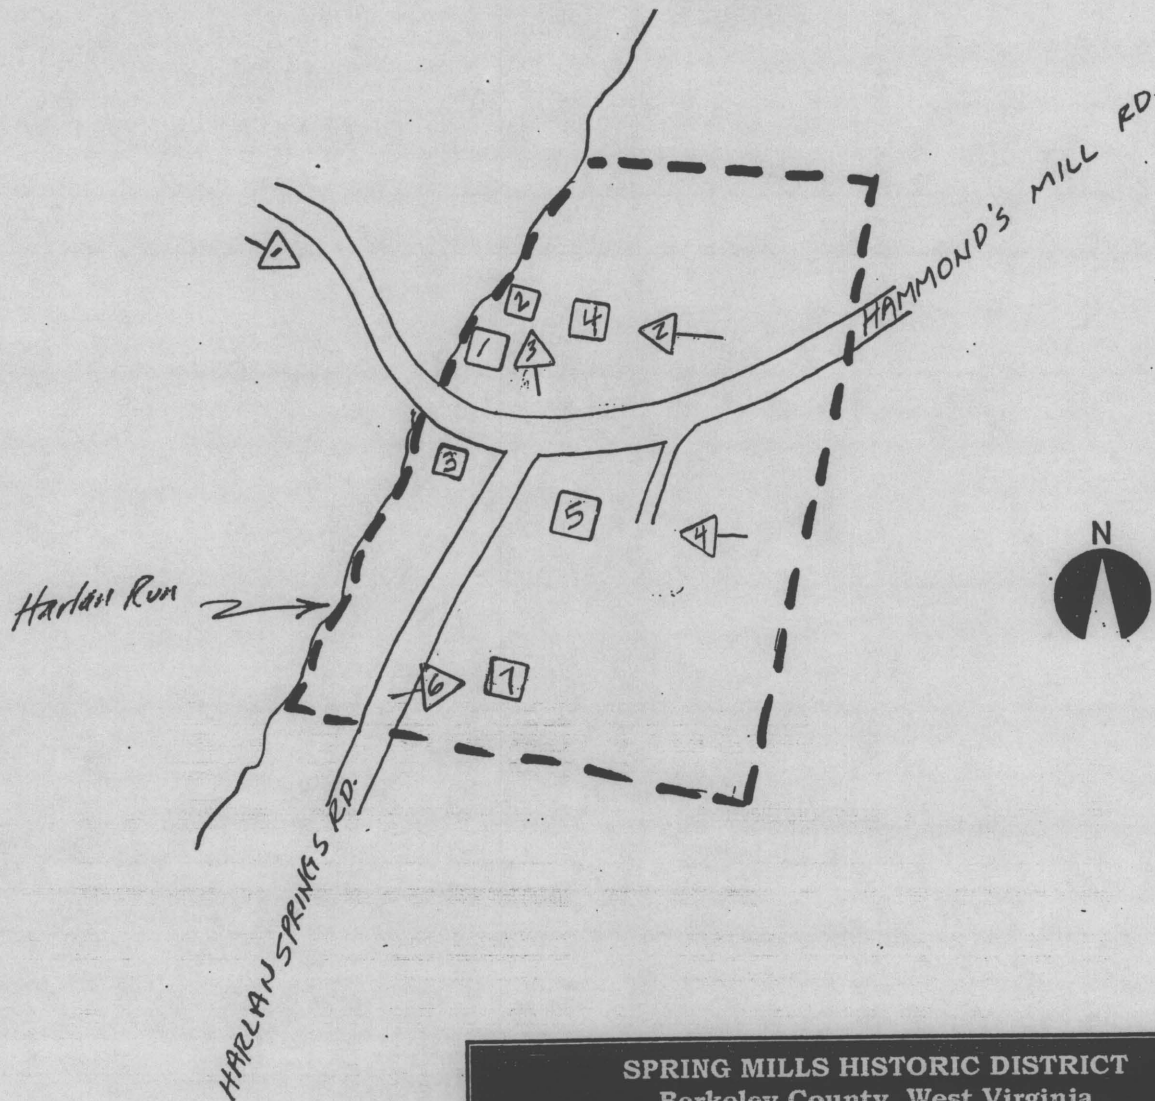 HAMMOND'S MILL RD.
1
2
4
2
1
3
3
5
4
N
Harlan Run
6
7
HARLAN SPRINGS RD.
SPRING MILLS HISTORIC DISTRICT
Berkeley County, West Virginia